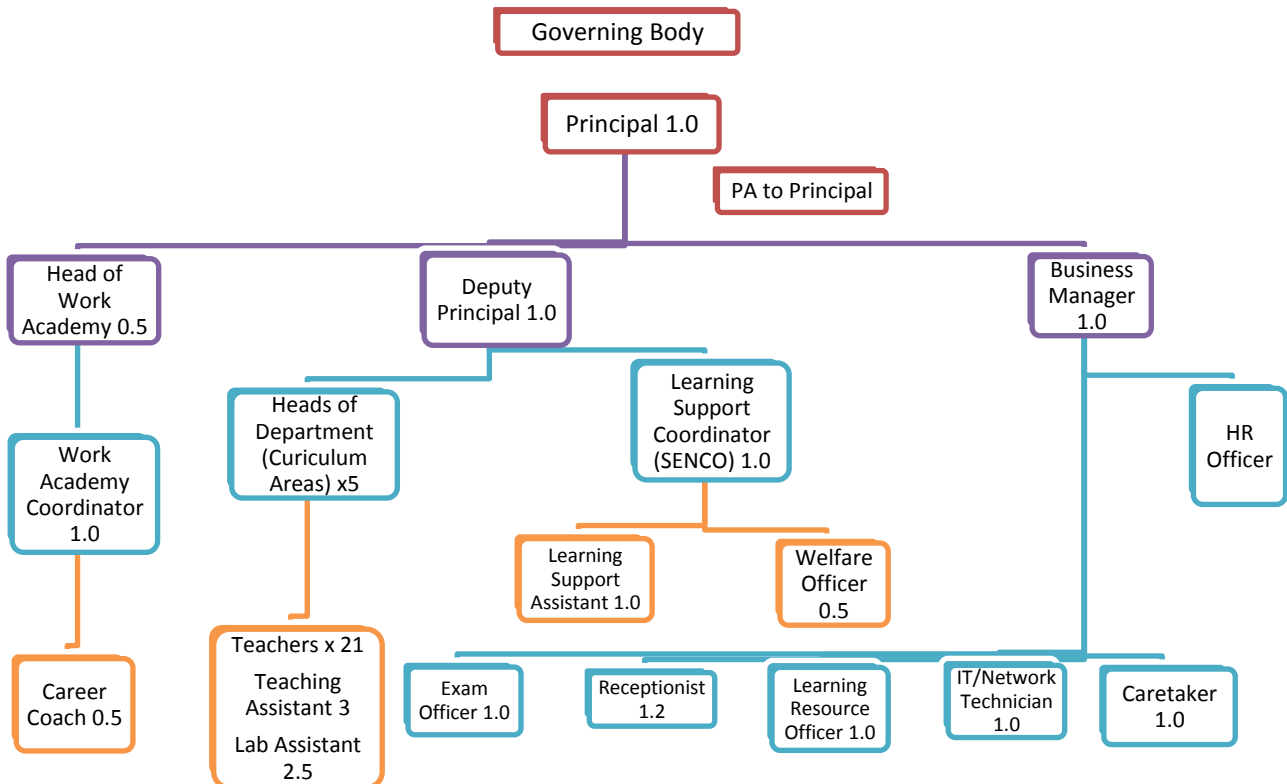 Governing Body
Principal 1.0
PA to Principal
Head of
Work
Academy 0.5
Deputy
Principal 1.0
Business
Manager
1.0
Heads of
Department
(Curiculum
Areas) x5
Learning
Support
Coordinator
(SENCO) 1.0
HR
Officer
Work
Academy
Coordinator
1.0
Learning
Support
Assistant 1.0
Welfare
Officer
0.5
Career
Coach 0.5
Teachers x 21
Teaching
Assistant 3
Lab Assistant
2.5
Exam
Officer 1.0
Receptionist
1.2
Learning
Resource
Officer 1.0
IT/Network
Technician
1.0
Caretaker
1.0